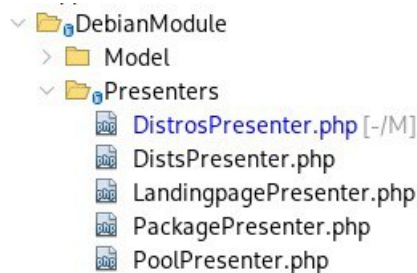 DebianModule
Model
Presenters
DistrosPresenter.php [-/M]
DistsPresenter.php
LandingpagePresenter.php
PackagePresenter.php
PoolPresenter.php